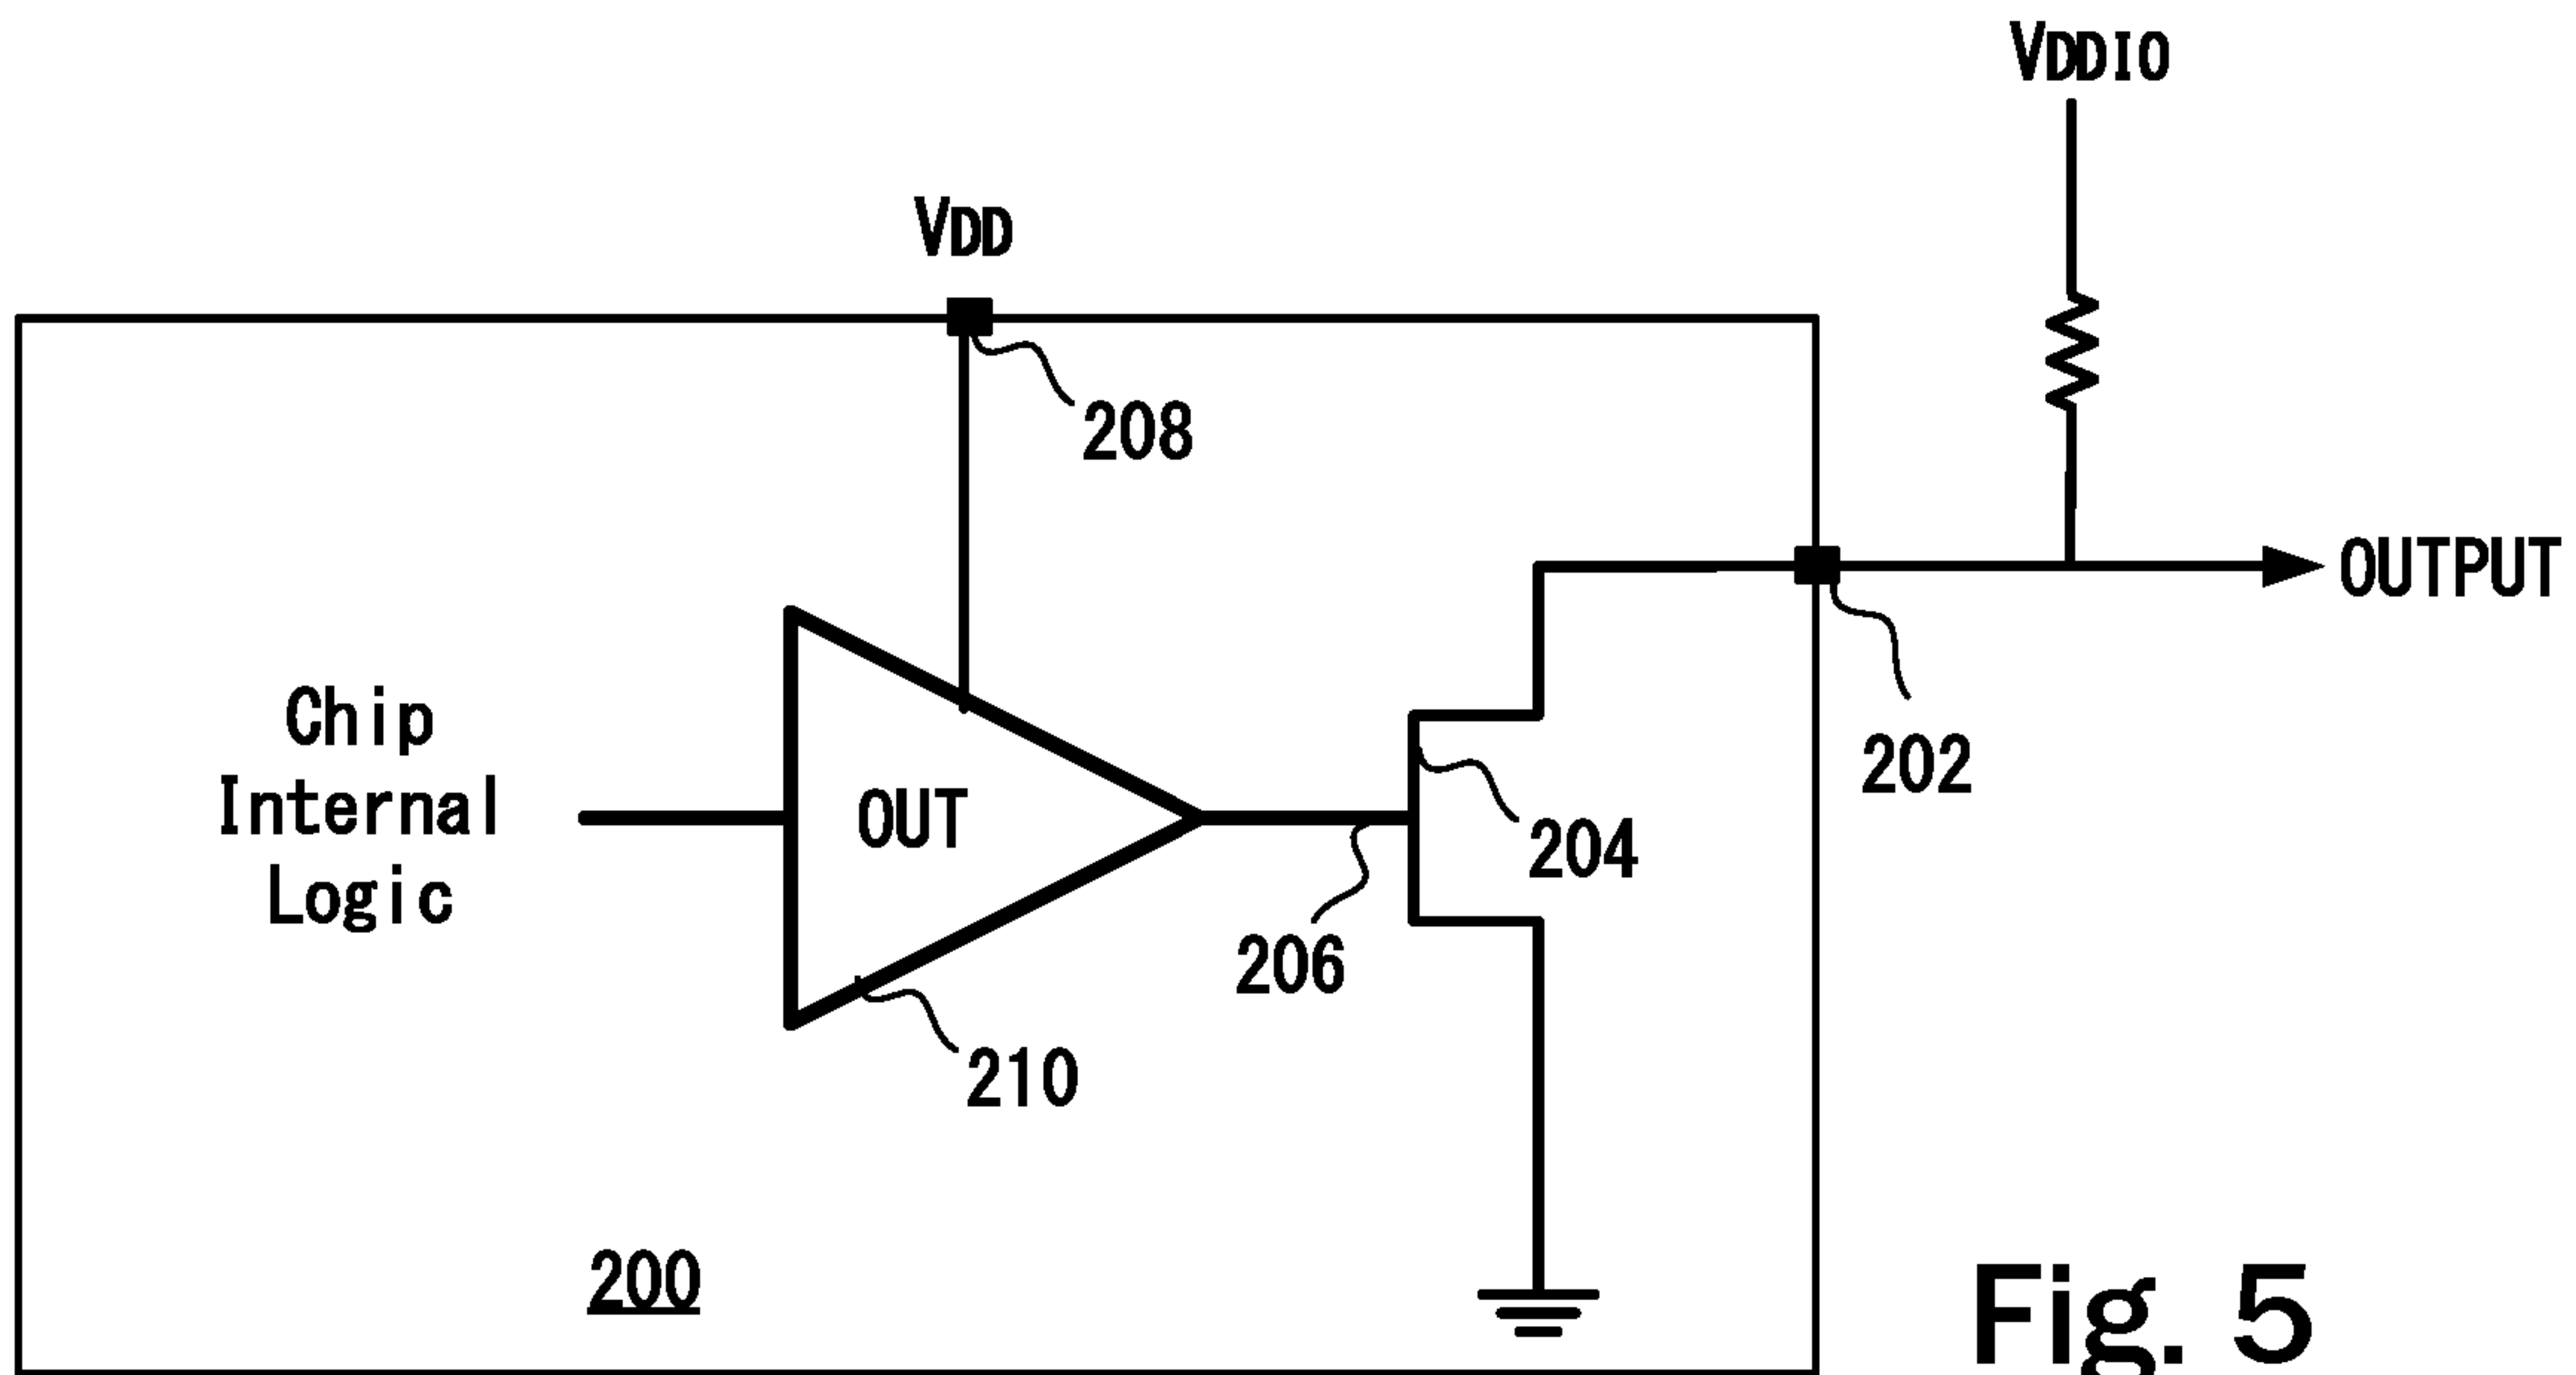 VDDIO
VDD
208
OUTPUT
202
Chip
Internal
Logic
OUT
204
206
210
200
Fig. 5